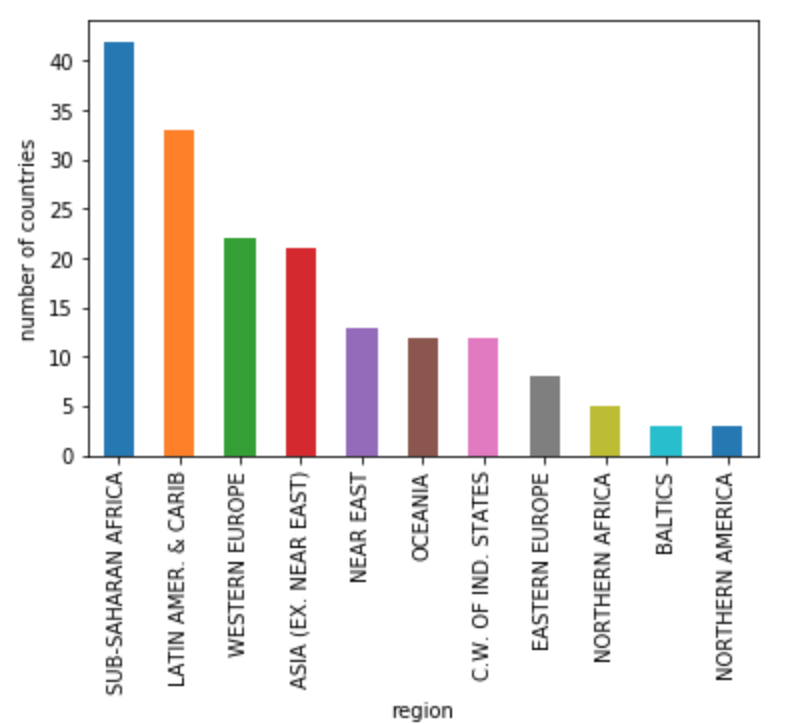 number of countries
40
35
30
25
20
15
10
5
0
SUB-SAHARAN AFRICA
LATIN AMER. & CARIB
WESTERN EUROPE
ASIA (EX. NEAR EAST)
NEAR EAST
OCEANIA
C.W. OF IND. STATES
EASTERN EUROPE
NORTHERN AFRICA
BALTICS
NORTHERN AMERICA
region